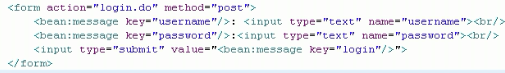 <form action="login.do" method="post">
<bean:message key="username"/>: <input type="text" name="username"><br/>
<bean:message key="password"/>:<input type="text" name="password"><br/>
<input type="submit" value="<bean:message key="login"/>">
</form>